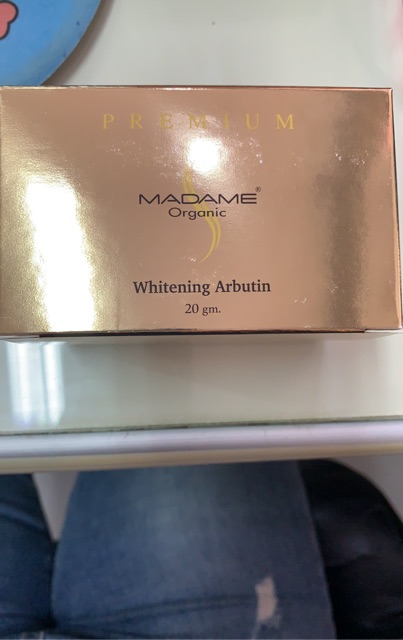 PREMIUM
MADAME®
Organic
Whitening Arbutin
20 gm.